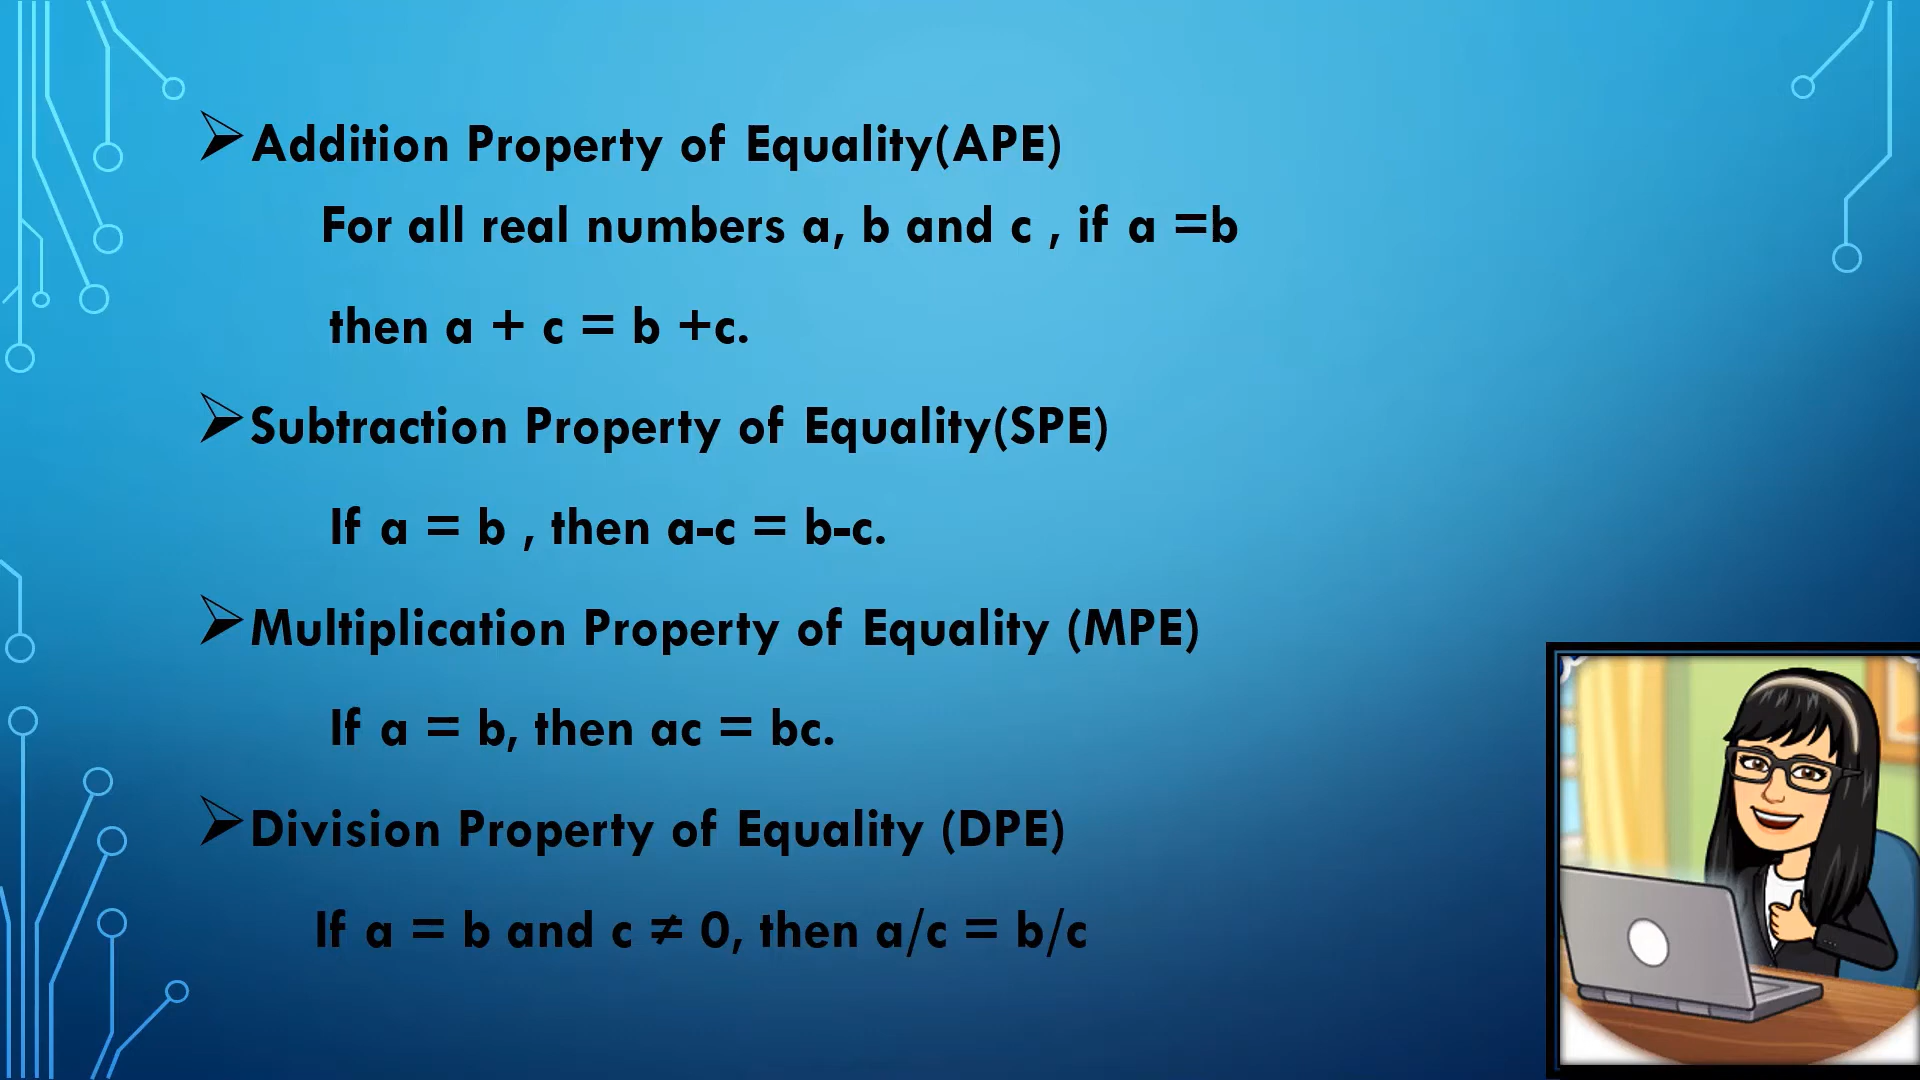 Addition Property of Equality(APE)
For all real numbers a, b and c , if a =b
then a + c = b +c.
Subtraction Property of Equality(SPE)
If a = b , then a-c = b-c.
Multiplication Property of Equality (MPE)
If a = b, then ac = bc.
Division Property of Equality (DPE)
If a = b and c ≠ 0, then a/c = b/c